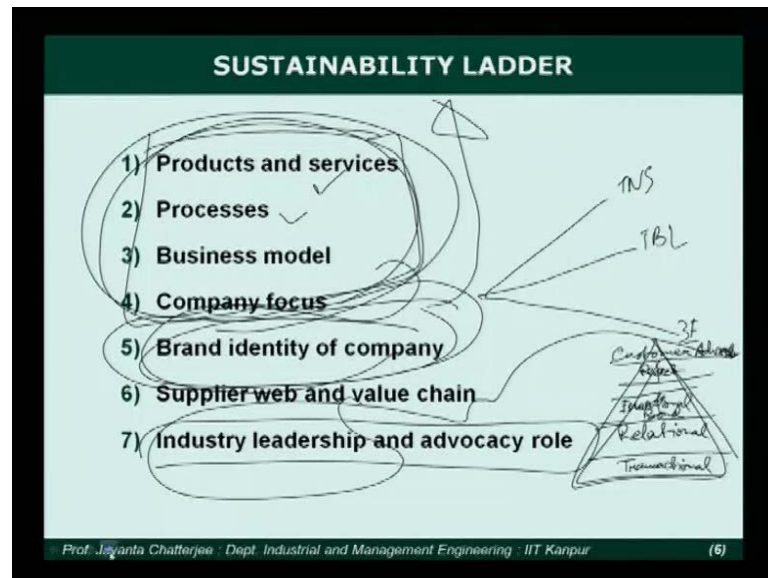 SUSTAINABILITY LADDER
1) Products and services
2) Processes
3) Business model
4) Company focus
5) Brand identity of company
6) Supplier web and value chain
7) Industry leadership and advocacy role
TNS
TBL
3E
Customer
Relational
Transactional
Prof. Jayanta Chatterjee : Dept. Industrial and Management Engineering : IIT Kanpur (6)